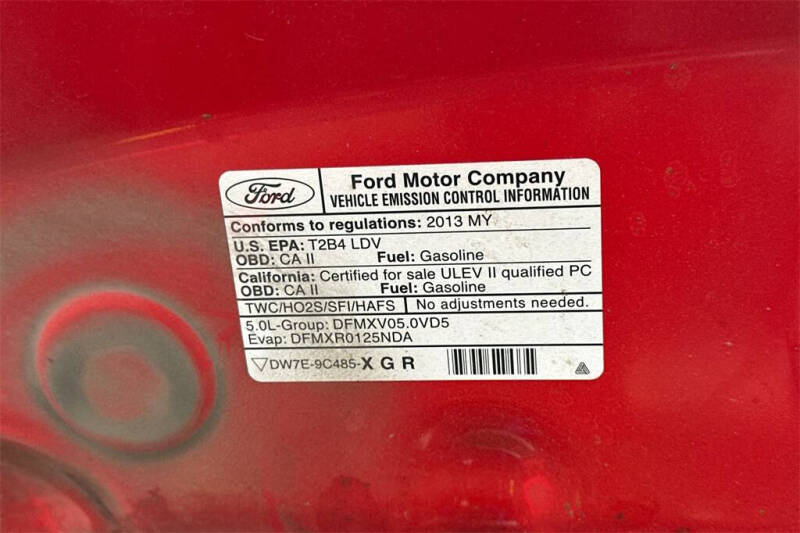 Ford
Ford Motor Company
VEHICLE EMISSION CONTROL INFORMATION
Conforms to regulations: 2013 MY
U.S. EPA: T2B4 LDV
OBD: CA II Fuel: Gasoline
California: Certified for sale ULEV II qualified PC
OBD: CA II Fuel: Gasoline
TWC/HO2S/SFI/HAFS No adjustments needed.
5.0L-Group: DFMXV05.0VD5
Evap: DFMXR0125NDA
▽DW7E-9C485-X G R